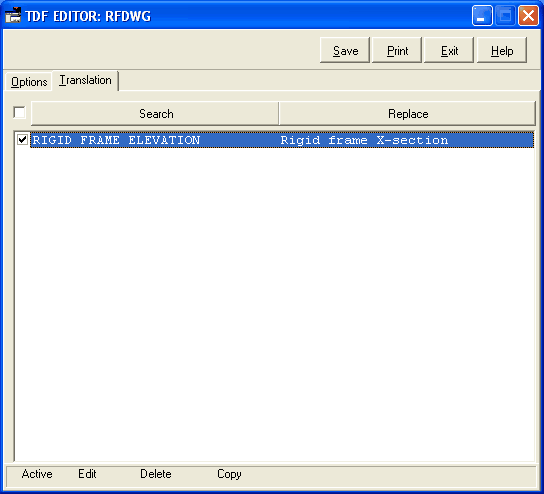 TDF EDITOR: RFDWG
Save Print Exit Help
Options Translation
Search Replace
RIGID FRAME ELEVATION Rigid frame X-section
Active Edit Delete Copy